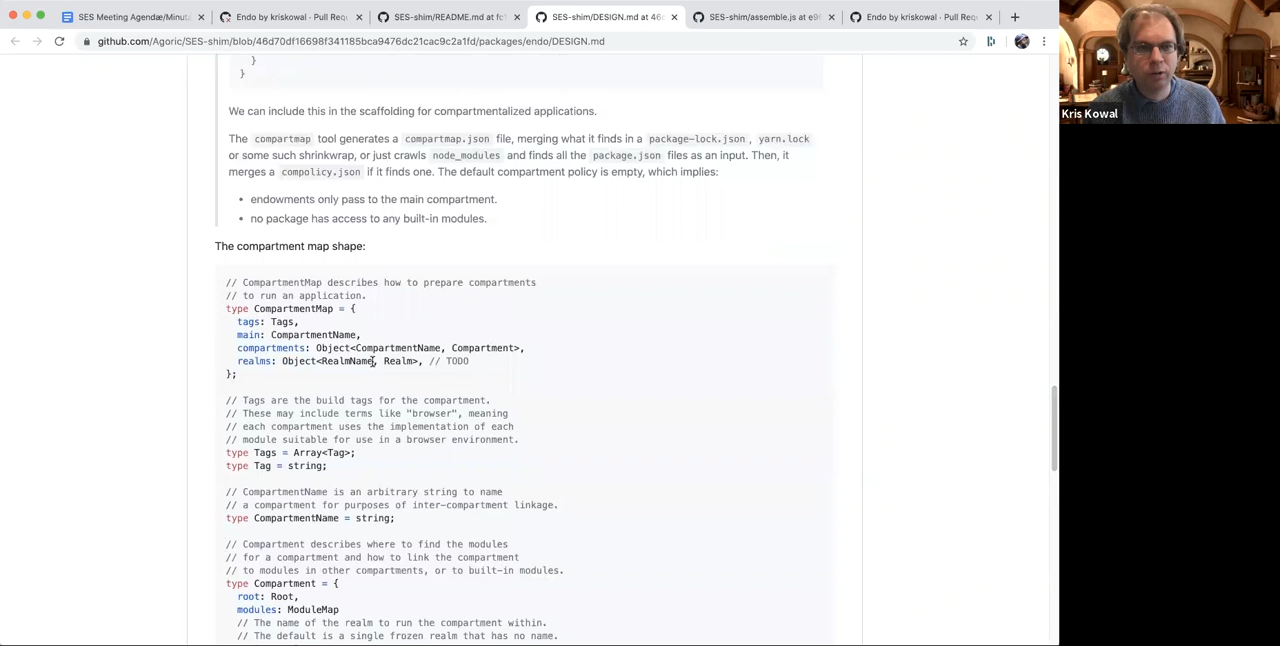 SES Meeting Agendæ/Minuta
Endo by kriskowal · Pull Requ
SES-shim/README.md at fc
SES-shim/DESIGN.md at 46c
SES-shim/assemble.js at e9
Endo by kriskowal · Pull Requ
github.com/Agoric/SES-shim/blob/46d70df16698f341185bca9476dc21cac9c2a1fd/packages/endo/DESIGN.md
}
}
We can include this in the scaffolding for compartmentalized applications.
The compartmap tool generates a compartmap.json file, merging what it finds in a package-lock.json , yarn.lock
or some such shrinkwrap, or just crawls node_modules and finds all the package.json files as an input. Then, it
merges a compolicy.json if it finds one. The default compartment policy is empty, which implies:
• endowments only pass to the main compartment.
• no package has access to any built-in modules.
The compartment map shape:
// CompartmentMap describes how to prepare compartments
// to run an application.
type CompartmentMap = {
tags: Tags,
main: CompartmentName,
compartments: Object<CompartmentName, Compartment>,
realms: Object<RealmName, Realm>, // TODO
};
// Tags are the build tags for the compartment.
// These may include terms like "browser", meaning
// each compartment uses the implementation of each
// module suitable for use in a browser environment.
type Tags = Array<Tag>;
type Tag = string;
// CompartmentName is an arbitrary string to name
// a compartment for purposes of inter-compartment linkage.
type CompartmentName = string;
// Compartment describes where to find the modules
// for a compartment and how to link the compartment
// to modules in other compartments, or to built-in modules.
type Compartment = {
root: Root,
modules: ModuleMap
// The name of the realm to run the compartment within.
// The default is a single frozen realm that has no name.
Kris Kowal